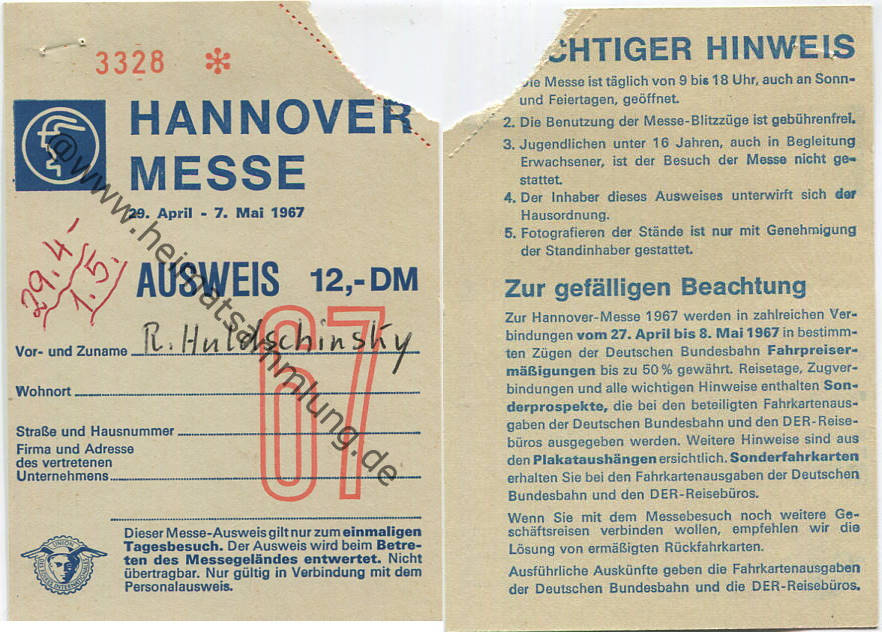 3328 *
HANNOVER
MESSE
29. April - 7. Mai 1967
29.4-
1.5.
AUSWEIS 12,-DM
67
Vor- und Zuname R. Huldschinsky
Wohnort
Straße und Hausnummer
Firma und Adresse
des vertretenen
Unternehmens
Dieser Messe-Ausweis gilt nur zum einmaligen
Tagesbesuch. Der Ausweis wird beim Betre-
ten des Messegeländes entwertet. Nicht
übertragbar. Nur gültig in Verbindung mit dem
Personalausweis.
UNION
DES FOIRES INTERNATIONALES
@www.heimatsammlung.de
CHTIGER HINWEIS
Die Messe ist täglich von 9 bis 18 Uhr, auch an Sonn-
und Feiertagen, geöffnet.
2. Die Benutzung der Messe-Blitzzüge ist gebührenfrei.
3. Jugendlichen unter 16 Jahren, auch in Begleitung
Erwachsener, ist der Besuch der Messe nicht ge-
stattet.
4. Der Inhaber dieses Ausweises unterwirft sich der
Hausordnung.
5. Fotografieren der Stände ist nur mit Genehmigung
der Standinhaber gestattet.
Zur gefälligen Beachtung
Zur Hannover-Messe 1967 werden in zahlreichen Ver-
bindungen vom 27. April bis 8. Mai 1967 in bestimm-
ten Zügen der Deutschen Bundesbahn Fahrpreiser-
mäßigungen bis zu 50% gewährt. Reisetage, Zugver-
bindungen und alle wichtigen Hinweise enthalten Son-
derprospekte, die bei den beteiligten Fahrkartenaus-
gaben der Deutschen Bundesbahn und den DER-Reise-
büros ausgegeben werden. Weitere Hinweise sind aus
den Plakataushängen ersichtlich. Sonderfahrkarten
erhalten Sie bei den Fahrkartenausgaben der Deutschen
Bundesbahn und den DER-Reisebüros.
Wenn Sie mit dem Messebesuch noch weitere Ge-
schäftsreisen verbinden wollen, empfehlen wir die
Lösung von ermäßigten Rückfahrkarten.
Ausführliche Auskünfte geben die Fahrkartenausgaben
der Deutschen Bundesbahn und die DER-Reisebüros.